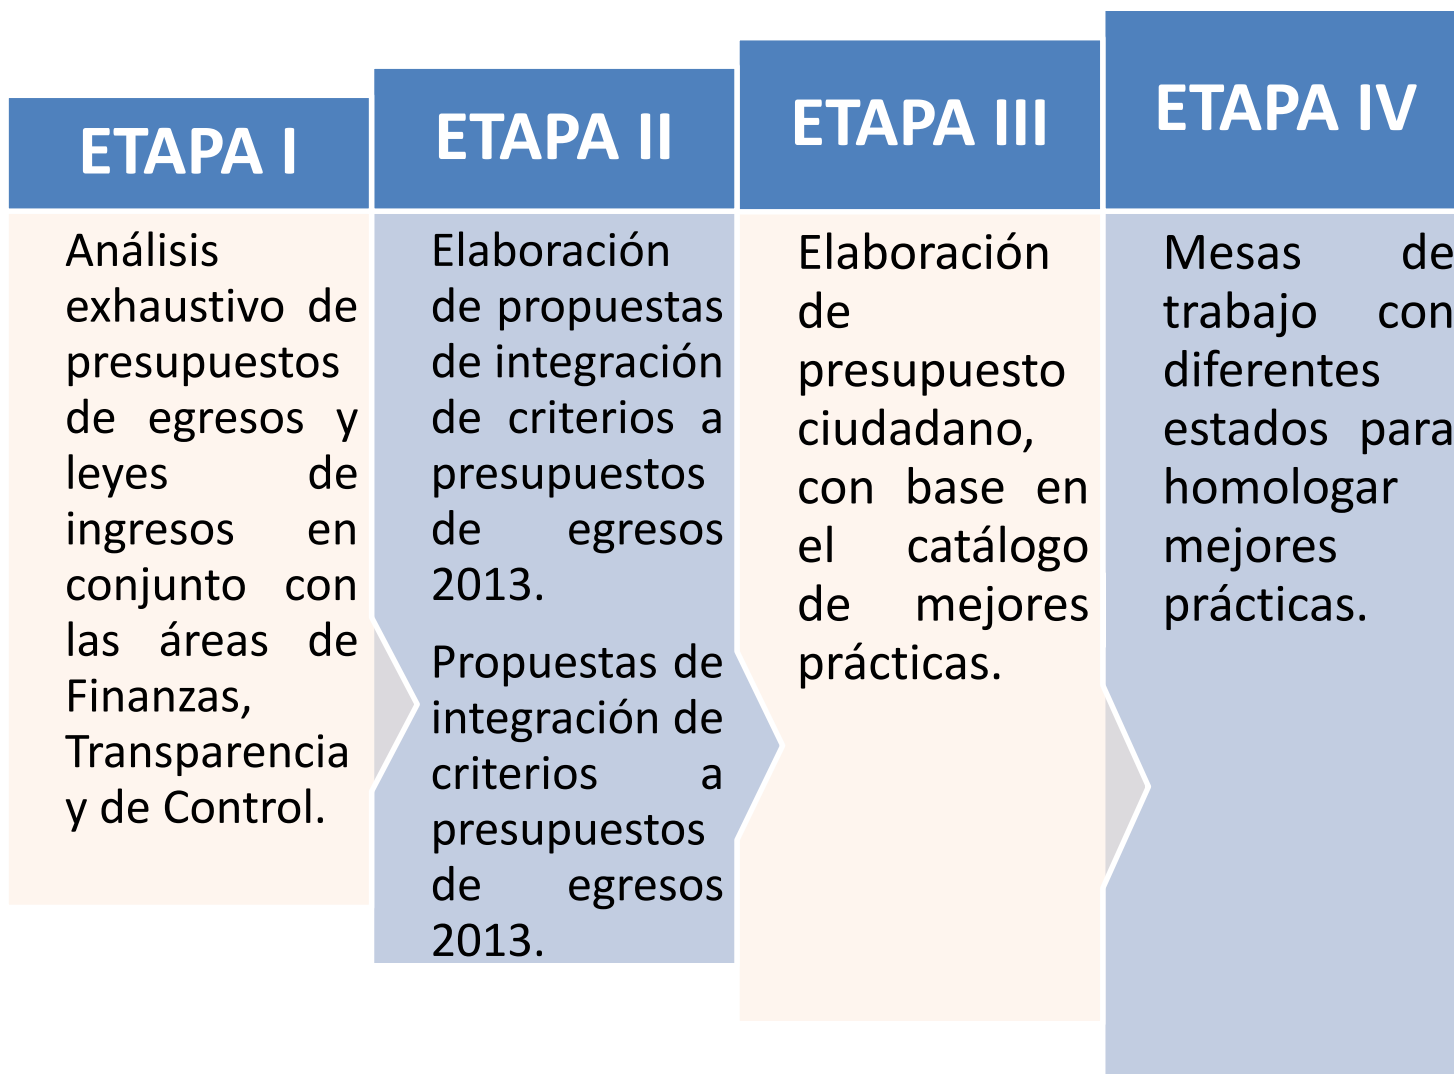 ETAPA I
Análisis
exhaustivo de
presupuestos
de egresos y
leyes de
ingresos en
conjunto con
las áreas de
Finanzas,
Transparencia
y de Control.
ETAPA II
Elaboración
de propuestas
de integración
de criterios a
presupuestos
de egresos
2013.
Propuestas de
integración de
criterios a
presupuestos
de egresos
2013.
ETAPA III
Elaboración
de
presupuesto
ciudadano,
con base en
el catálogo
de mejores
prácticas.
ETAPA IV
Mesas de
trabajo con
diferentes
estados para
homologar
mejores
prácticas.